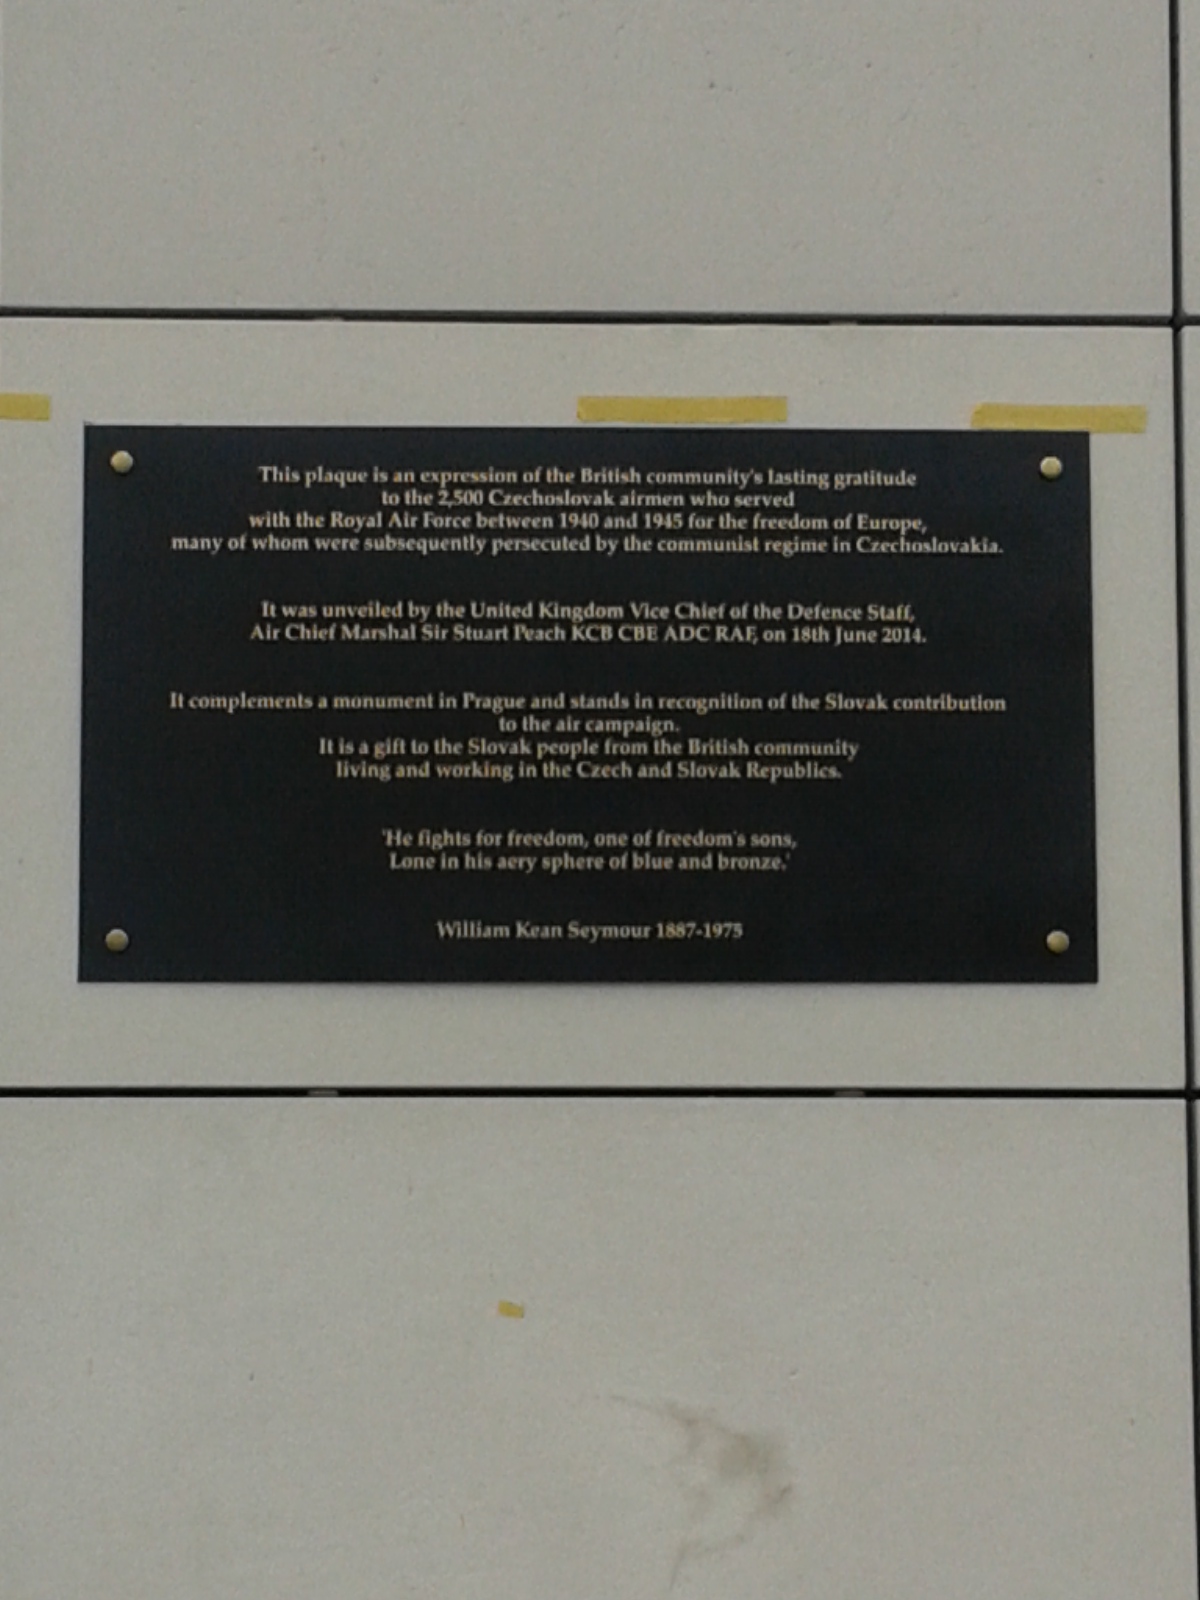 This plaque is an expression of the British community's lasting gratitude
to the 2,500 Czechoslovak airmen who served
with the Royal Air Force between 1940 and 1945 for the freedom of Europe,
many of whom were subsequently persecuted by the communist regime in Czechoslovakia.
It was unveiled by the United Kingdom Vice Chief of the Defence Staff,
Air Chief Marshal Sir Stuart Peach KCB CBE ADC RAF, on 18th June 2014.
It complements a monument in Prague and stands in recognition of the Slovak contribution
to the air campaign.
It is a gift to the Slovak people from the British community
living and working in the Czech and Slovak Republics.
'He fights for freedom, one of freedom's sons,
Lone in his aery sphere of blue and bronze.'
William Kean Seymour 1887-1975